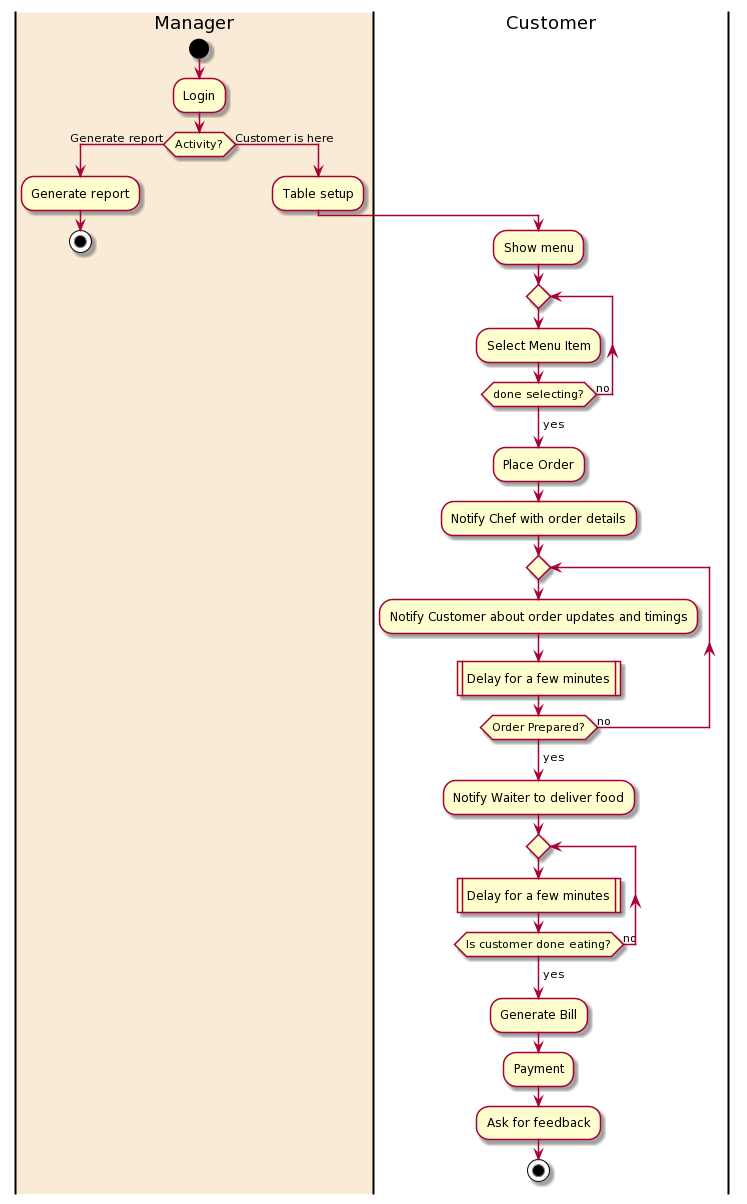 Manager
Customer
Login
Generate report
Activity?
Customer is here
Generate report
Table setup
Show menu
Select Menu Item
done selecting?
no
yes
Place Order
Notify Chef with order details
Notify Customer about order updates and timings
Delay for a few minutes
Order Prepared?
no
yes
Notify Waiter to deliver food
Delay for a few minutes
Is customer done eating?
no
yes
Generate Bill
Payment
Ask for feedback